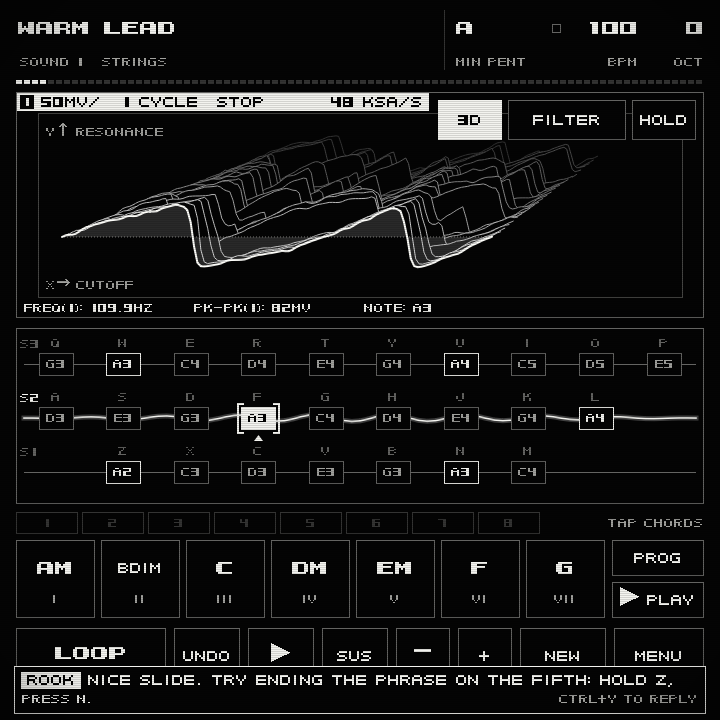 WARM LEAD A 100 0
SOUND 1 STRINGS MIN PENT BPM OCT
1 50MV/ 1 CYCLE STOP 48 KSA/S
3D FILTER HOLD
Y↑ RESONANCE
X→ CUTOFF
FREQ(1): 109.9HZ PK-PK(1): 82MV NOTE: A3
S3 Q W E R T Y U I O P
G3 A3 C4 D4 E4 G4 A4 C5 D5 E5
S2 A S D F G H J K L
D3 E3 G3 A3 C4 D4 E4 G4 A4
S1 Z X C V B N M
A2 C3 D3 E3 G3 A3 C4
1 2 3 4 5 6 7 8 TAP CHORDS
AM BDIM C DM EM F G PROG
I II III IV V VI VII PLAY
LOOP UNDO SUS − + NEW MENU
ROOK NICE SLIDE. TRY ENDING THE PHRASE ON THE FIFTH: HOLD Z,
PRESS N. CTRL+Y TO REPLY